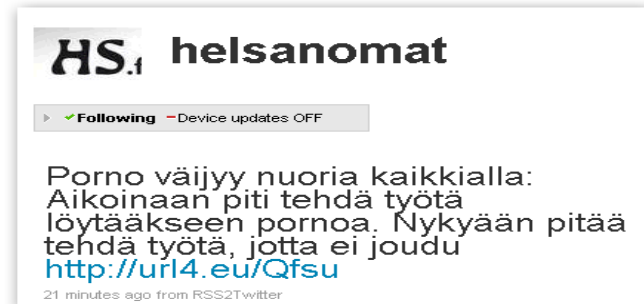 HS.f helsanomat
Following Device updates OFF
Porno väijyy nuoria kaikkialla:
Aikoinaan piti tehdä työtä
löytääkseen pornoa. Nykyään pitää
tehdä työtä, jotta ei joudu
http://url4.eu/Qfsu
21 minutes ago from RSS2Twitter